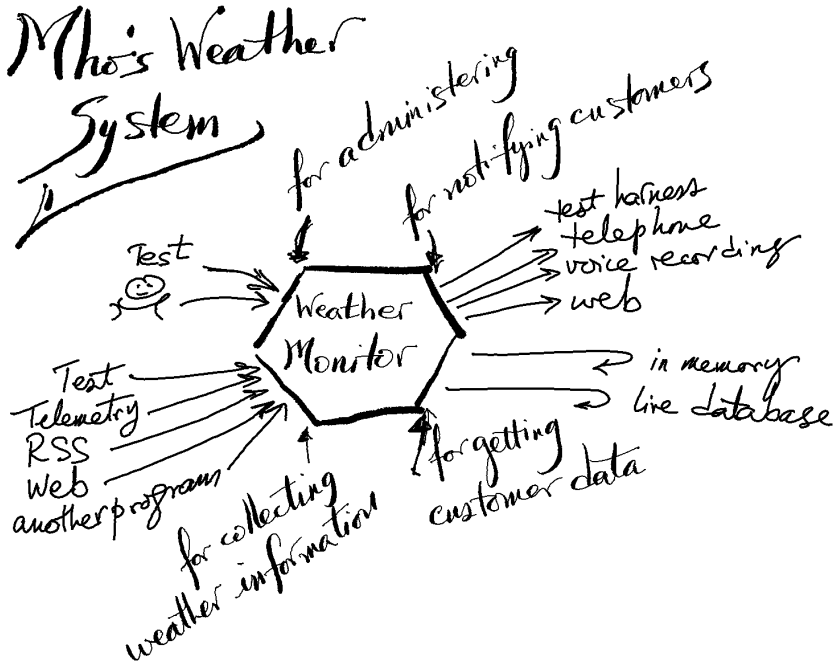 Mho's Weather
System
for administering
for notifying customers
test harness
telephone
voice recording
web
Test
Weather
Monitor
Test
Telemetry
RSS
Web
another program
in memory
live database
for getting
customer data
for collecting
weather information